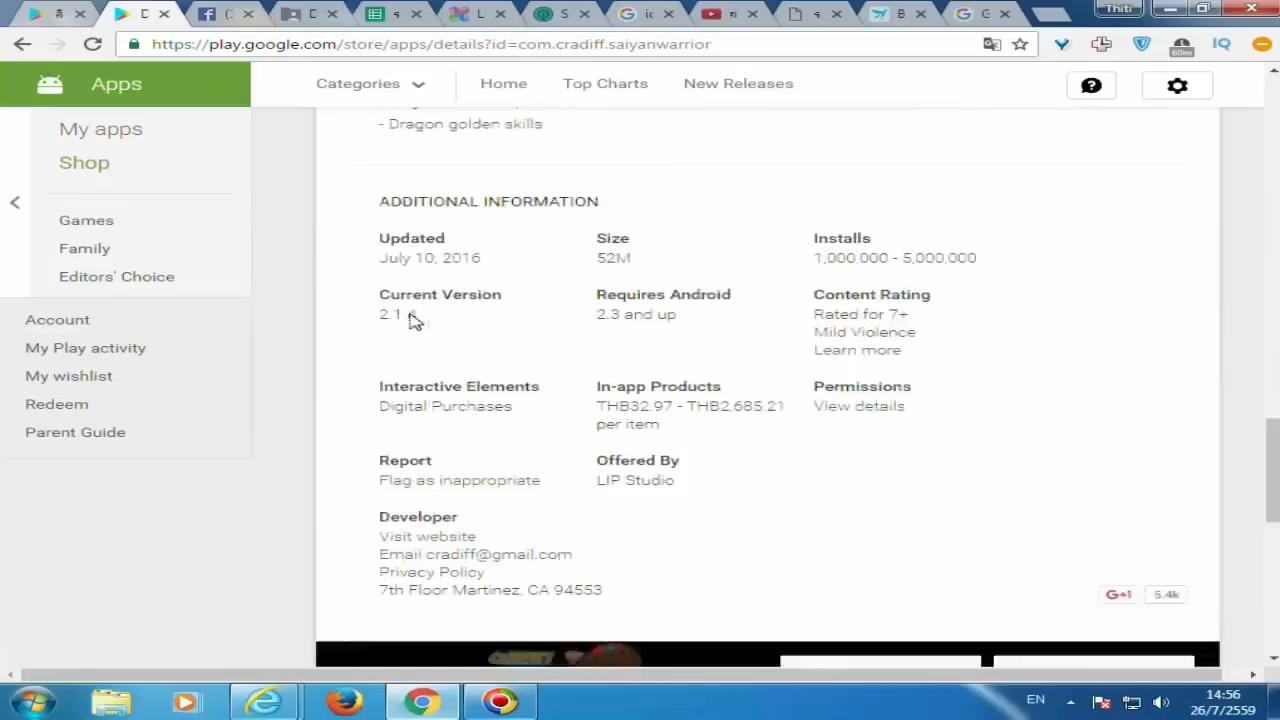 Thiti
https://play.google.com/store/apps/details?id=com.cradiff.saiyanwarrior
60m
IQ
Apps
Categories
Home
Top Charts
New Releases
My apps
Shop
Games
Family
Editors' Choice
Account
My Play activity
My wishlist
Redeem
Parent Guide
- Dragon golden skills
ADDITIONAL INFORMATION
Updated
July 10, 2016
Size
52M
Installs
1,000,000 - 5,000,000
Current Version
2.1
Requires Android
2.3 and up
Content Rating
Rated for 7+
Mild Violence
Learn more
Interactive Elements
Digital Purchases
In-app Products
THB32.97 - THB2,685.21
per item
Permissions
View details
Report
Flag as inappropriate
Offered By
LIP Studio
Developer
Visit website
Email cradiff@gmail.com
Privacy Policy
7th Floor Martinez, CA 94553
G+1
5.4k
EN
14:56
26/7/2559